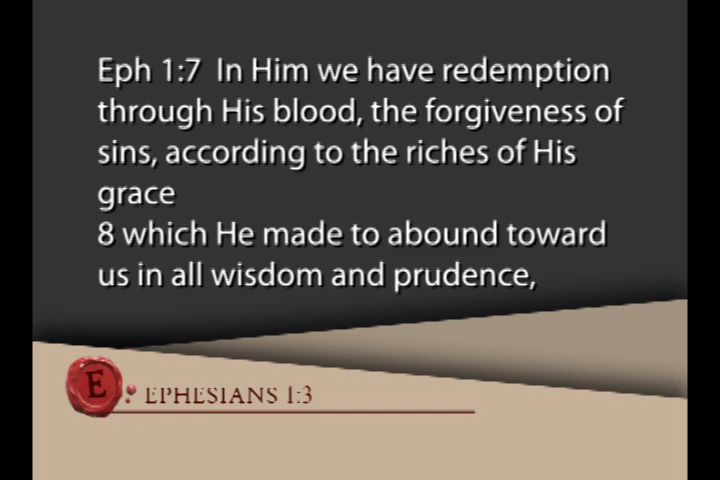 Eph 1:7  In Him we have redemption
through His blood, the forgiveness of
sins, according to the riches of His
grace
8 which He made to abound toward
us in all wisdom and prudence,
E
EPHESIANS 1:3